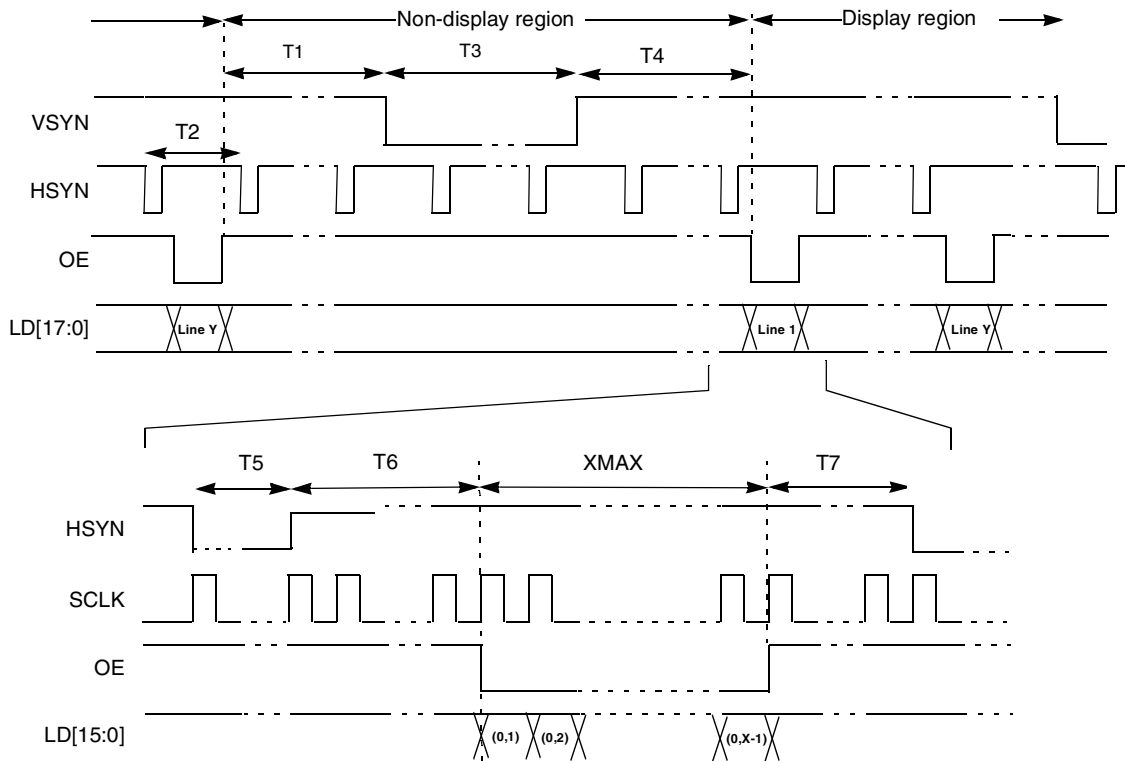 Non-display region
Display region
T1
T3
T4
VSYN
T2
HSYN
OE
LD[17:0]
Line Y
Line 1
Line Y
T5
T6
XMAX
T7
HSYN
SCLK
OE
LD[15:0]
(0,1)
(0,2)
(0,X-1)